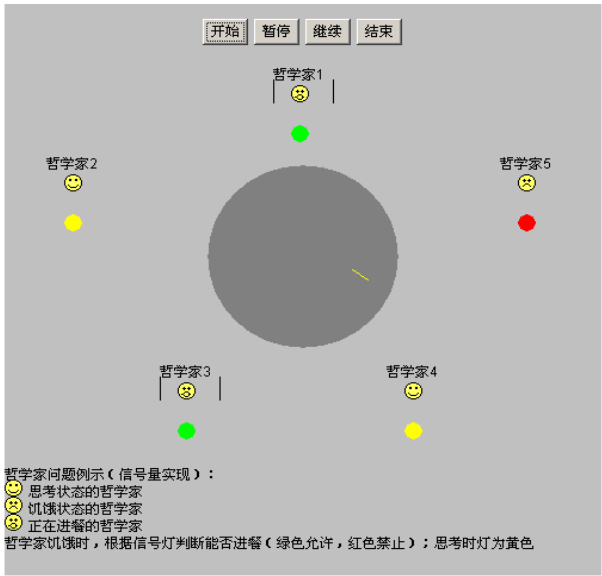 开始 暂停 继续 结束
哲学家1
哲学家2 哲学家5
哲学家3 哲学家4
哲学家问题例示（信号量实现）：
思考状态的哲学家
饥饿状态的哲学家
正在进餐的哲学家
哲学家饥饿时，根据信号灯判断能否进餐（绿色允许，红色禁止）；思考时灯为黄色